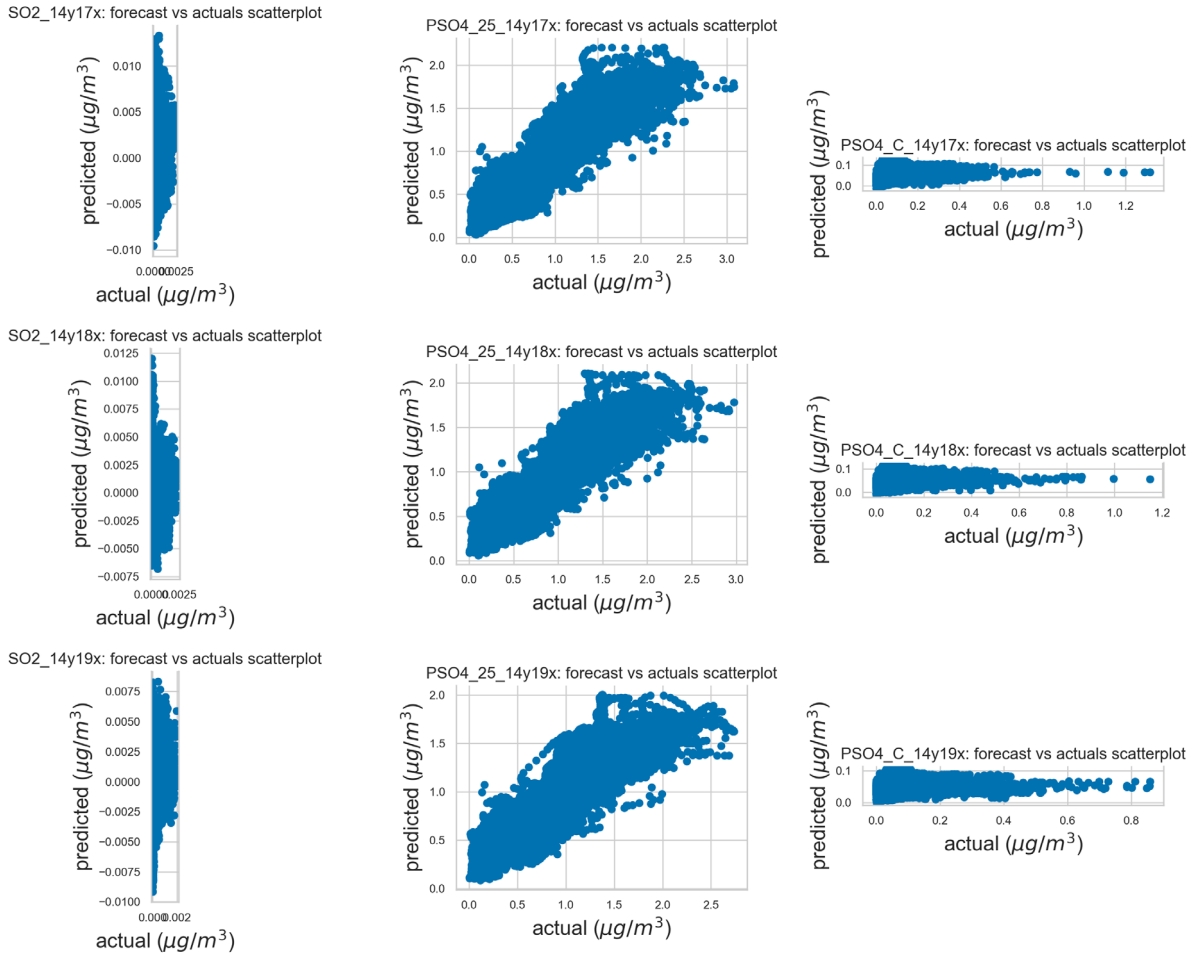 SO2_14y17x: forecast vs actuals scatterplot
predicted (μg/m³)
0.010
0.005
0.000
−0.005
−0.010
0.0000.0025
actual (μg/m³)
PSO4_25_14y17x: forecast vs actuals scatterplot
predicted (μg/m³)
2.0
1.5
1.0
0.5
0.0
0.0 0.5 1.0 1.5 2.0 2.5 3.0
actual (μg/m³)
PSO4_C_14y17x: forecast vs actuals scatterplot
predicted (μg/m³)
0.1
0.0
0.0 0.2 0.4 0.6 0.8 1.0 1.2
actual (μg/m³)
SO2_14y18x: forecast vs actuals scatterplot
predicted (μg/m³)
0.0125
0.0100
0.0075
0.0050
0.0025
0.0000
−0.0025
−0.0050
−0.0075
0.0000.0025
actual (μg/m³)
PSO4_25_14y18x: forecast vs actuals scatterplot
predicted (μg/m³)
2.0
1.5
1.0
0.5
0.0
0.0 0.5 1.0 1.5 2.0 2.5 3.0
actual (μg/m³)
PSO4_C_14y18x: forecast vs actuals scatterplot
predicted (μg/m³)
0.1
0.0
0.0 0.2 0.4 0.6 0.8 1.0 1.2
actual (μg/m³)
SO2_14y19x: forecast vs actuals scatterplot
predicted (μg/m³)
0.0075
0.0050
0.0025
0.0000
−0.0025
−0.0050
−0.0075
−0.0100
0.0000.002
actual (μg/m³)
PSO4_25_14y19x: forecast vs actuals scatterplot
predicted (μg/m³)
2.0
1.5
1.0
0.5
0.0
0.0 0.5 1.0 1.5 2.0 2.5
actual (μg/m³)
PSO4_C_14y19x: forecast vs actuals scatterplot
predicted (μg/m³)
0.1
0.0
0.0 0.2 0.4 0.6 0.8
actual (μg/m³)